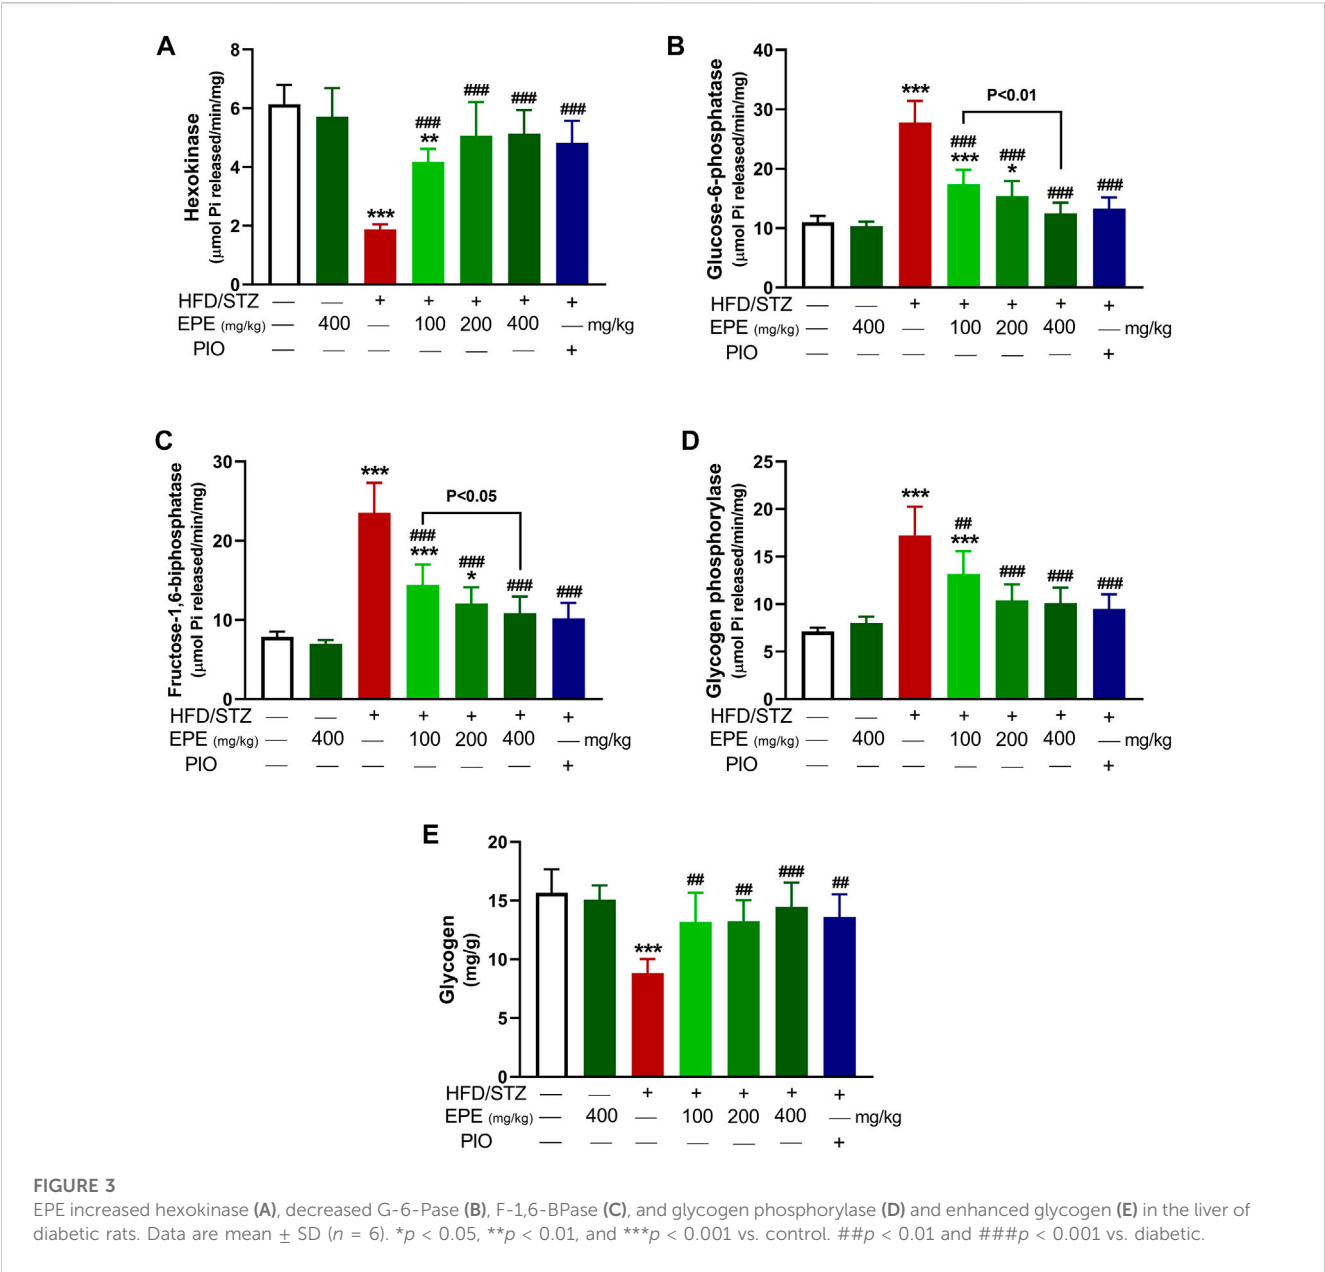 A
Hexokinase
(µmol Pi released/min/mg)
8
6
4
2
0
***
###
**
###
###
###
HFD/STZ — — + + + + +
EPE (mg/kg) — 400 — 100 200 400 — mg/kg
PIO — — — — — — +
B
Glucose-6-phosphatase
(µmol Pi released/min/mg)
40
30
20
10
0
***
P<0.01
###
***
###
*
###
###
HFD/STZ — — + + + + +
EPE (mg/kg) — 400 — 100 200 400 — mg/kg
PIO — — — — — — +
C
Fructose-1,6-biphosphatase
(µmol Pi released/min/mg)
30
20
10
0
***
P<0.05
###
***
###
*
###
###
HFD/STZ — — + + + + +
EPE (mg/kg) — 400 — 100 200 400 — mg/kg
PIO — — — — — — +
D
Glycogen phosphorylase
(µmol Pi released/min/mg)
25
20
15
10
5
0
***
##
***
###
###
###
HFD/STZ — — + + + + +
EPE (mg/kg) — 400 — 100 200 400 — mg/kg
PIO — — — — — — +
E
Glycogen
(mg/g)
20
15
10
5
0
***
##
##
###
##
HFD/STZ — — + + + + +
EPE (mg/kg) — 400 — 100 200 400 — mg/kg
PIO — — — — — — +
FIGURE 3
EPE increased hexokinase (A), decreased G-6-Pase (B), F-1,6-BPase (C), and glycogen phosphorylase (D) and enhanced glycogen (E) in the liver of
diabetic rats. Data are mean ± SD (n = 6). *p < 0.05, **p < 0.01, and ***p < 0.001 vs. control. ##p < 0.01 and ###p < 0.001 vs. diabetic.